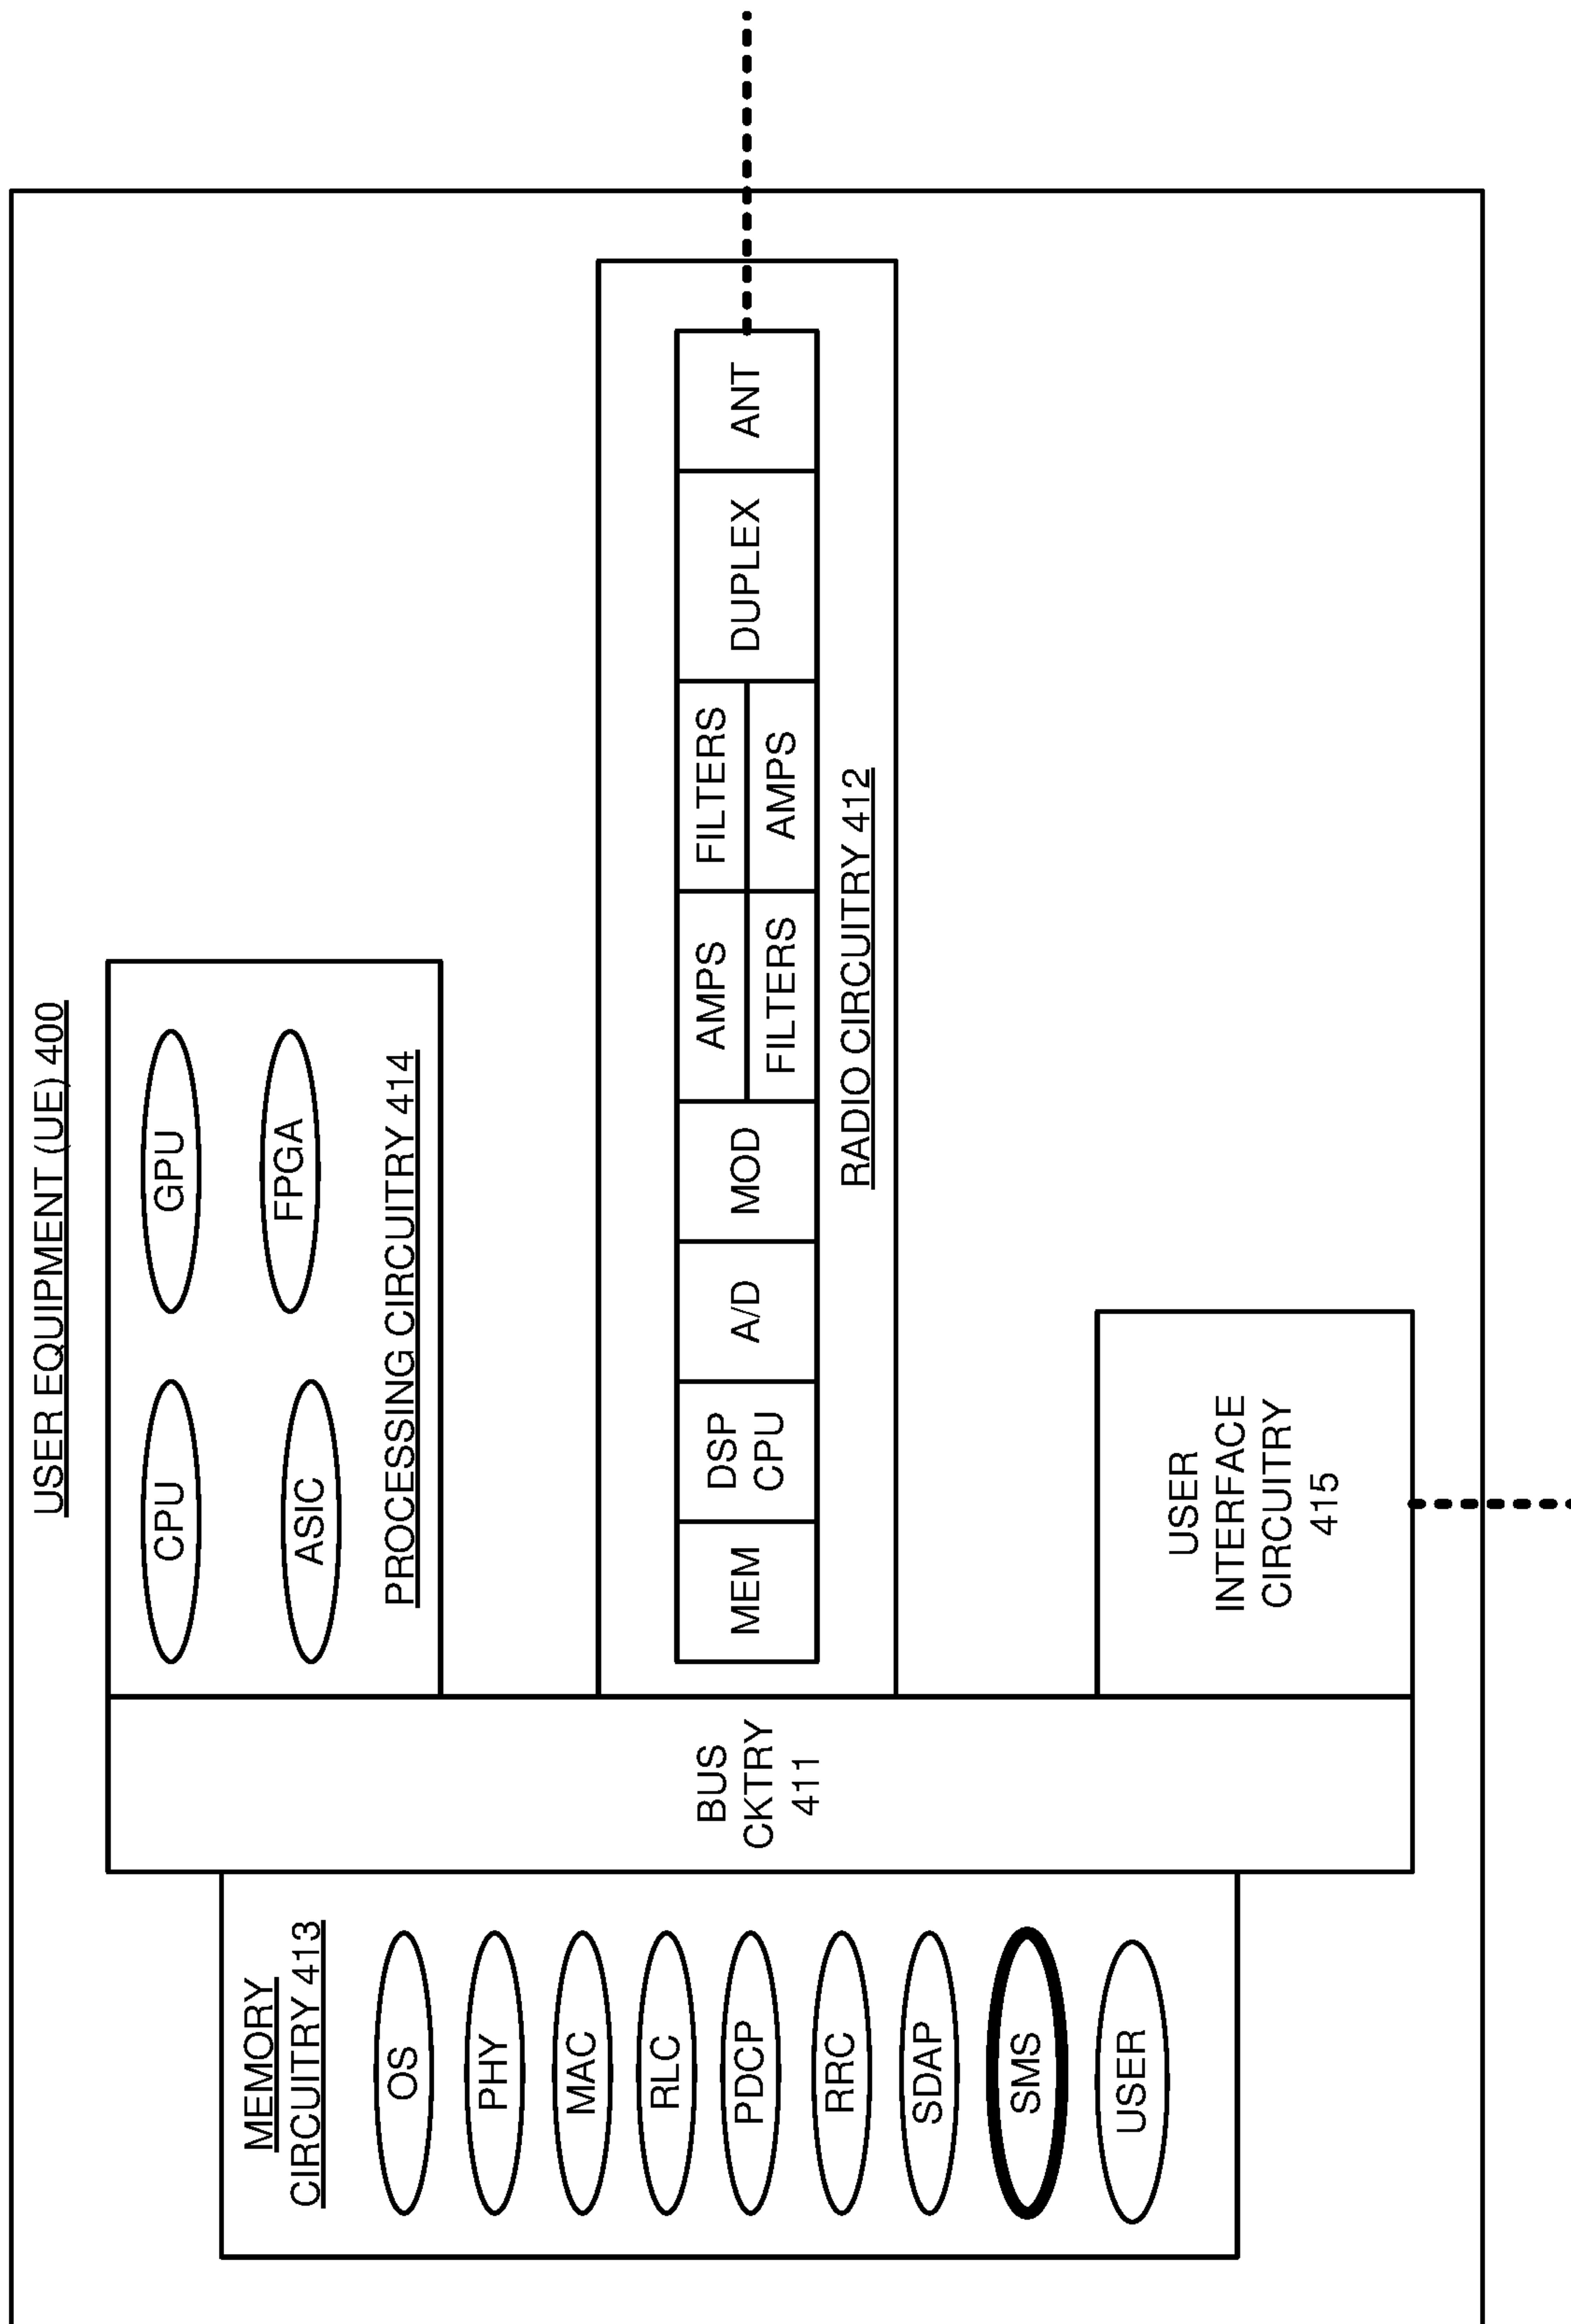 USER EQUIPMENT (UE) 400
MEMORY
CIRCUITRY 413
OS
PHY
MAC
RLC
PDCP
RRC
SDAP
SMS
USER
BUS
CKTRY
411
CPU
GPU
ASIC
FPGA
PROCESSING CIRCUITRY 414
MEM
DSP
CPU
A/D
MOD
AMPS
FILTERS
FILTERS
AMPS
DUPLEX
ANT
RADIO CIRCUITRY 412
USER
INTERFACE
CIRCUITRY
415